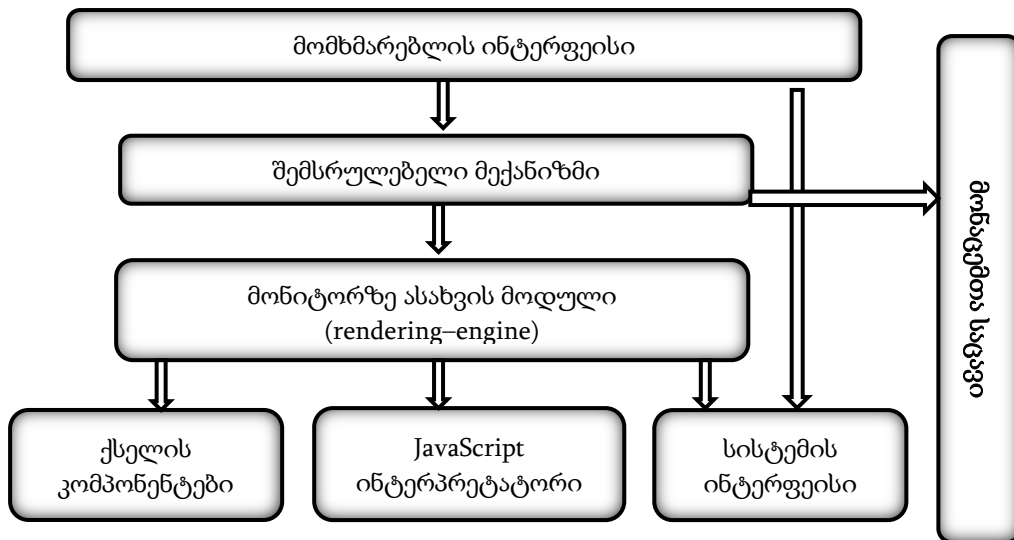 მომხმარებლის ინტერფეისი
შემსრულებელი მექანიზმი
მონიტორზე ასახვის მოდული
(rendering–engine)
ქსელის
კომპონენტები
JavaScript
ინტერპრეტატორი
სისტემის
ინტერფეისი
მონაცემთა საცავი